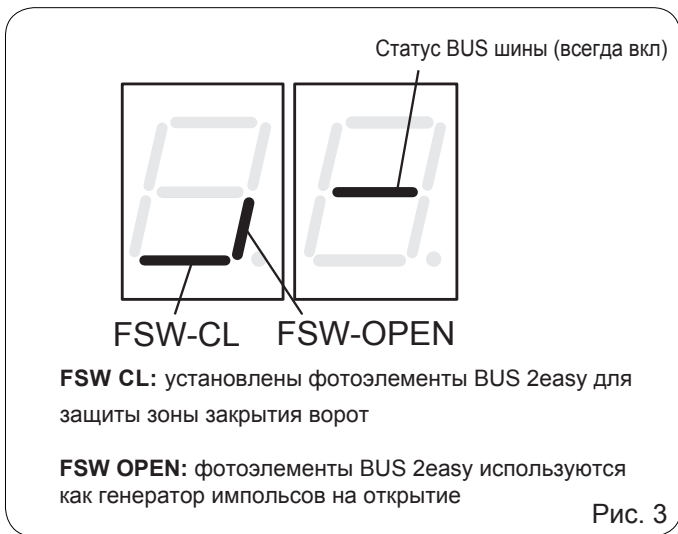 Статус BUS шины (всегда вкл)
FSW-CL FSW-OPEN
FSW CL: установлены фотоэлементы BUS 2easy для
защиты зоны закрытия ворот
FSW OPEN: фотоэлементы BUS 2easy используются
как генератор импольсов на открытие
Рис. 3